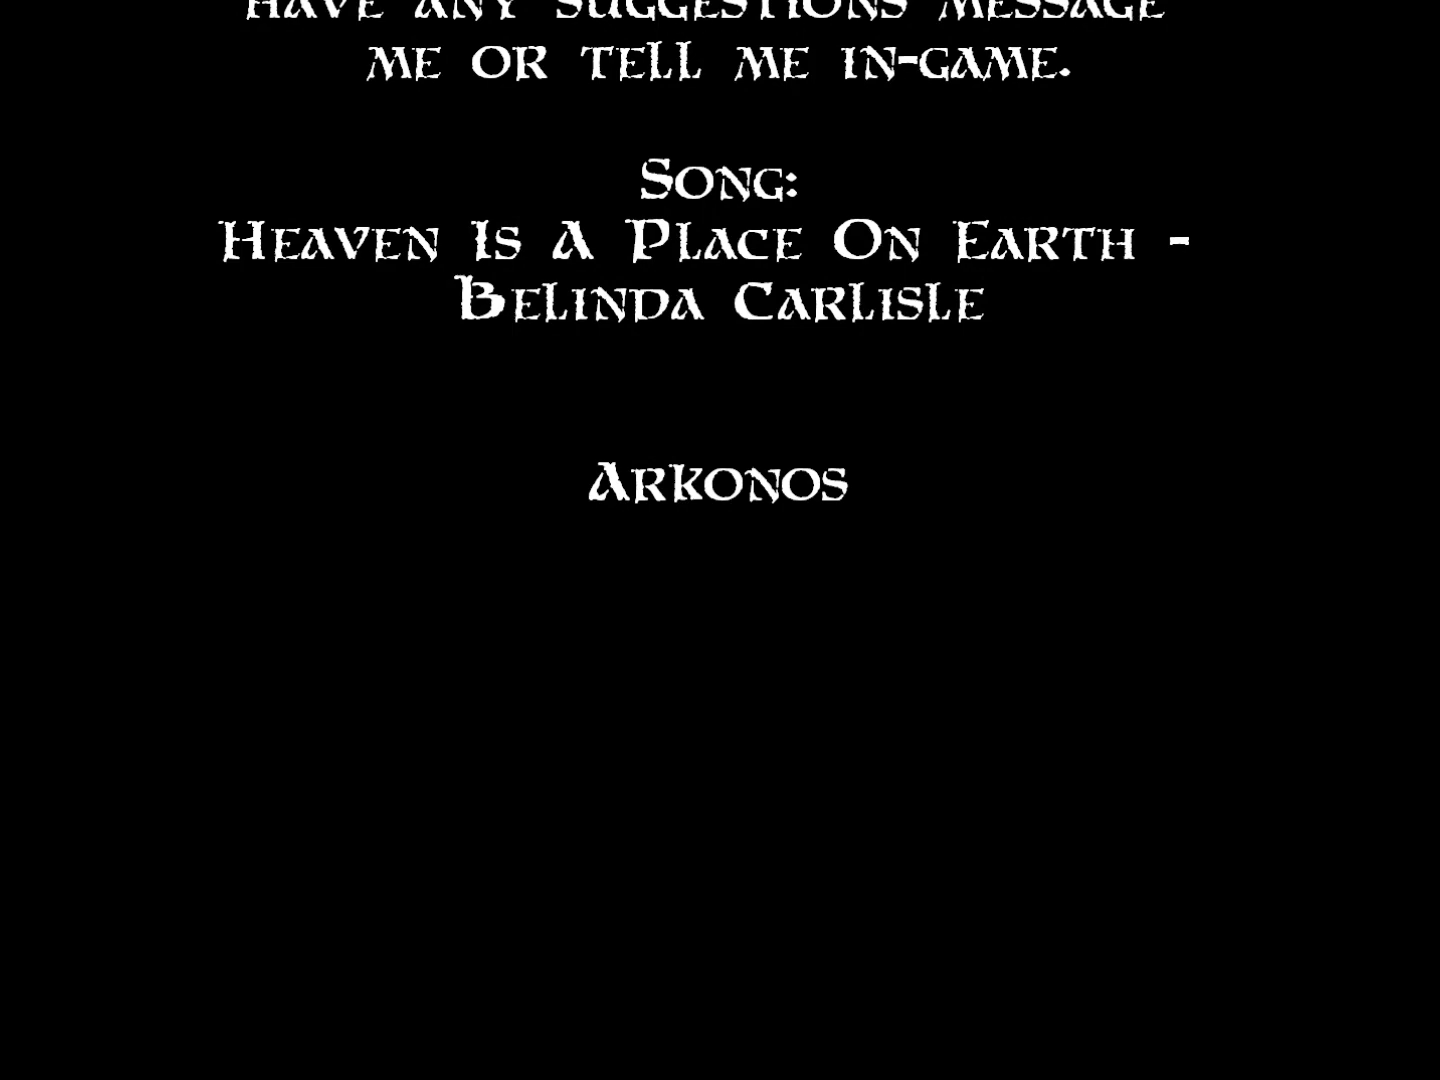 have any suggestions message
me or tell me in-game.
Song:
Heaven Is A Place On Earth -
Belinda Carlisle
Arkonos